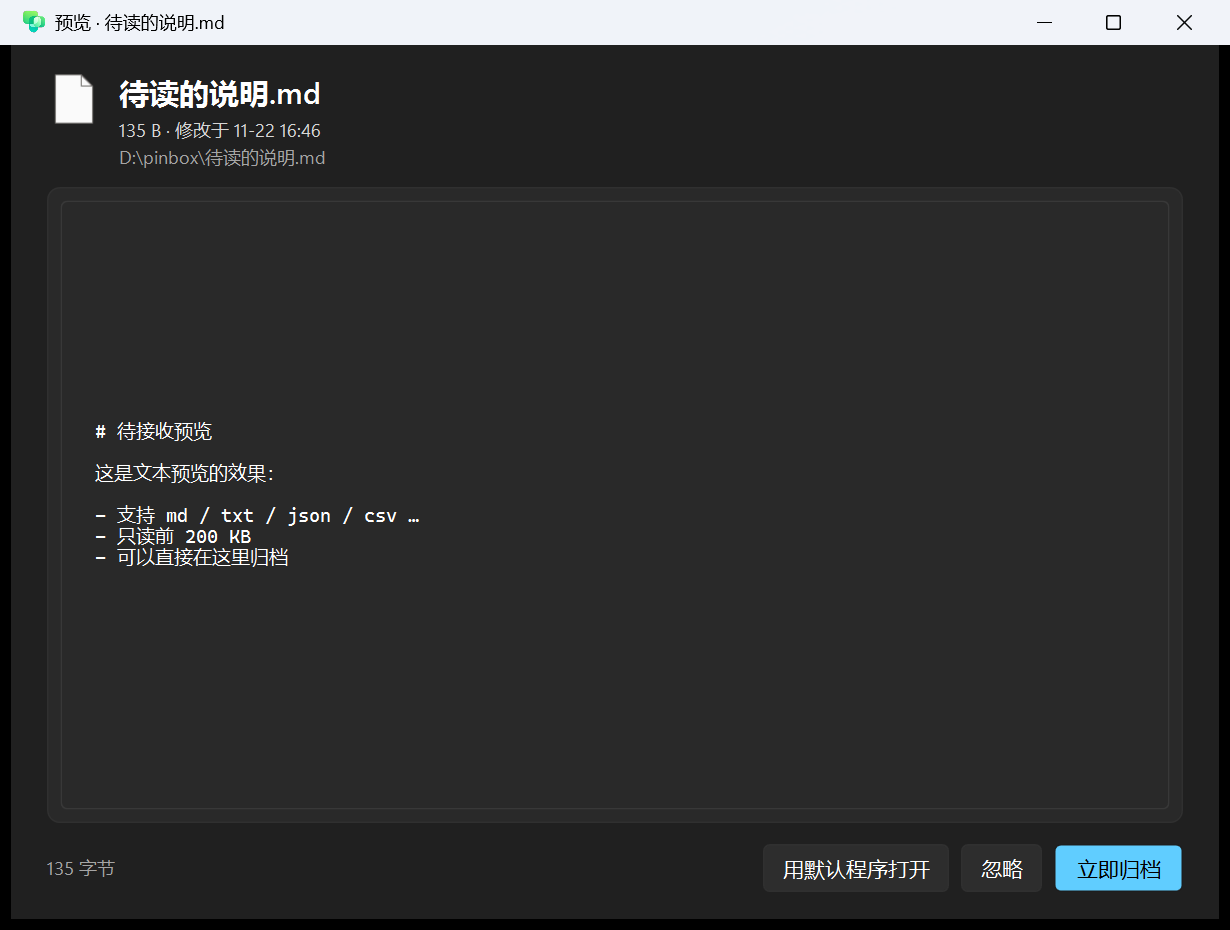 预览 · 待读的说明.md
待读的说明.md
135 B · 修改于 11-22 16:46
D:\pinbox\待读的说明.md
# 待接收预览
这是文本预览的效果：
- 支持 md / txt / json / csv …
- 只读前 200 KB
- 可以直接在这里归档
135 字节
用默认程序打开
忽略
立即归档